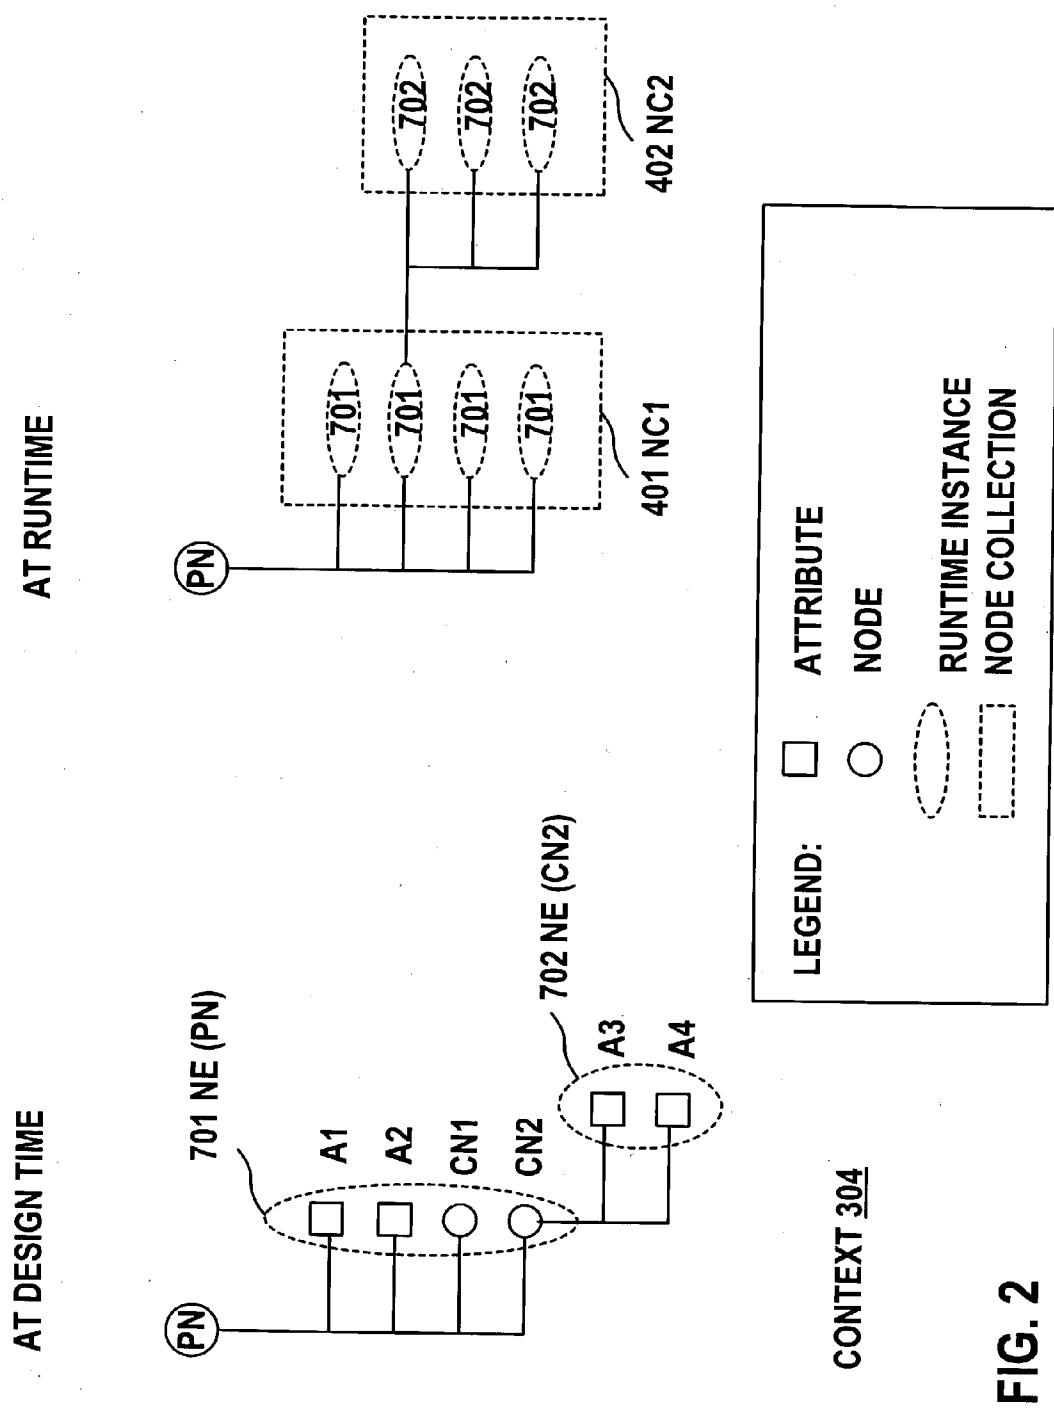 AT DESIGN TIME
AT RUNTIME
PN
701 NE (PN)
A1
A2
CN1
CN2
702 NE (CN2)
A3
A4
PN
701
701
701
701
401 NC1
702
702
702
402 NC2
CONTEXT 304
LEGEND:
ATTRIBUTE
NODE
RUNTIME INSTANCE
NODE COLLECTION
FIG. 2